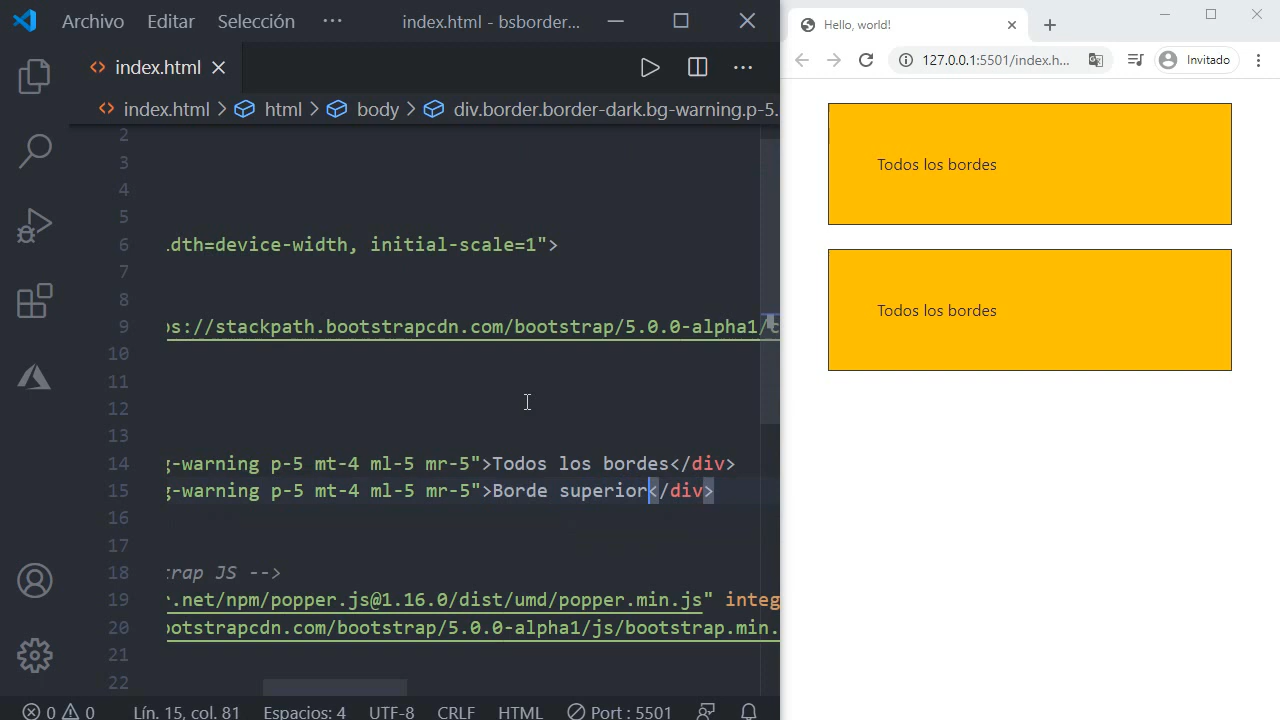 Archivo Editar Selección ··· index.html - bsborder...
index.html
index.html > html > body > div.border.border-dark.bg-warning.p-5.
2
3
4
5
6 dth=device-width, initial-scale=1">
7
8
9 ps://stackpath.bootstrapcdn.com/bootstrap/5.0.0-alpha1/c
10
11
12
13
14 g-warning p-5 mt-4 ml-5 mr-5">Todos los bordes</div>
15 g-warning p-5 mt-4 ml-5 mr-5">Borde superior</div>
16
17
18 trap JS -->
19 r.net/npm/popper.js@1.16.0/dist/umd/popper.min.js" integ
20 ootstrapcdn.com/bootstrap/5.0.0-alpha1/js/bootstrap.min.
21
22
0 0 Lín. 15, col. 81 Espacios: 4 UTF-8 CRLF HTML Port : 5501
Hello, world!
127.0.0.1:5501/index.h... Invitado
Todos los bordes
Todos los bordes